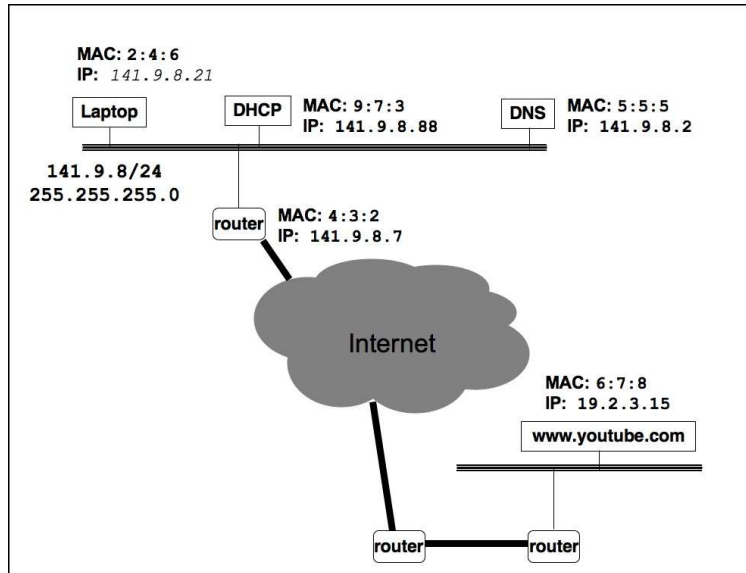 MAC: 2:4:6
IP: 141.9.8.21
Laptop
DHCP
MAC: 9:7:3
IP: 141.9.8.88
DNS
MAC: 5:5:5
IP: 141.9.8.2
141.9.8/24
255.255.255.0
router
MAC: 4:3:2
IP: 141.9.8.7
Internet
MAC: 6:7:8
IP: 19.2.3.15
www.youtube.com
router
router